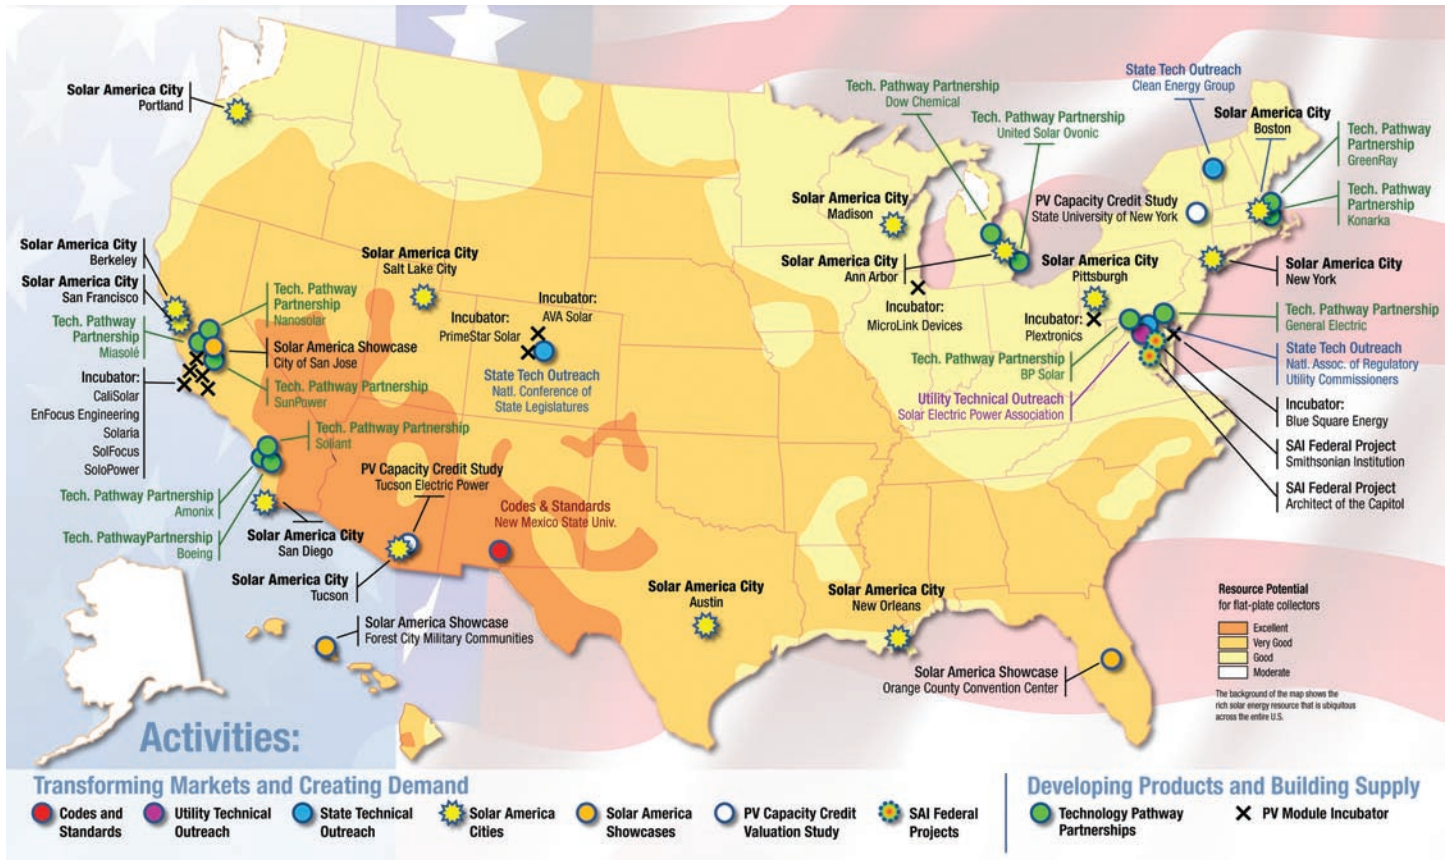 Solar America City
Portland
Tech. Pathway Partnership
Dow Chemical
Tech. Pathway Partnership
United Solar Ovonic
State Tech Outreach
Clean Energy Group
Solar America City
Boston
Tech. Pathway
Partnership
GreenRay
Tech. Pathway
Partnership
Konarka
Solar America City
Madison
PV Capacity Credit Study
State University of New York
Solar America City
Berkeley
Solar America City
San Francisco
Tech. Pathway
Partnership
Miasolé
Tech. Pathway
Partnership
Nanosolar
Solar America City
Salt Lake City
Solar America City
Ann Arbor
Solar America City
Pittsburgh
Solar America City
New York
Incubator:
AVA Solar
Incubator:
PrimeStar Solar
Incubator:
MicroLink Devices
Incubator:
Plextronics
Tech. Pathway Partnership
General Electric
Solar America Showcase
City of San Jose
Tech. Pathway Partnership
SunPower
State Tech Outreach
Natl. Conference of
State Legislatures
Tech. Pathway Partnership
BP Solar
State Tech Outreach
Natl. Assoc. of Regulatory
Utility Commissioners
Incubator:
CaliSolar
EnFocus Engineering
Solaria
SolFocus
SoloPower
Utility Technical Outreach
Solar Electric Power Association
Incubator:
Blue Square Energy
Tech. Pathway Partnership
Soliant
SAI Federal Project
Smithsonian Institution
PV Capacity Credit Study
Tucson Electric Power
SAI Federal Project
Architect of the Capitol
Tech. Pathway Partnership
Amonix
Codes & Standards
New Mexico State Univ.
Tech. PathwayPartnership
Boeing
Solar America City
San Diego
Solar America City
Tucson
Solar America City
Austin
Solar America City
New Orleans
Solar America Showcase
Forest City Military Communities
Solar America Showcase
Orange County Convention Center
Resource Potential
for flat-plate collectors
Excellent
Very Good
Good
Moderate
The background of the map shows the
rich solar energy resource that is ubiquitous
across the entire U.S.
Activities:
Transforming Markets and Creating Demand
Codes and
Standards
Utility Technical
Outreach
State Technical
Outreach
Solar America
Cities
Solar America
Showcases
PV Capacity Credit
Valuation Study
SAI Federal
Projects
Developing Products and Building Supply
Technology Pathway
Partnerships
PV Module Incubator